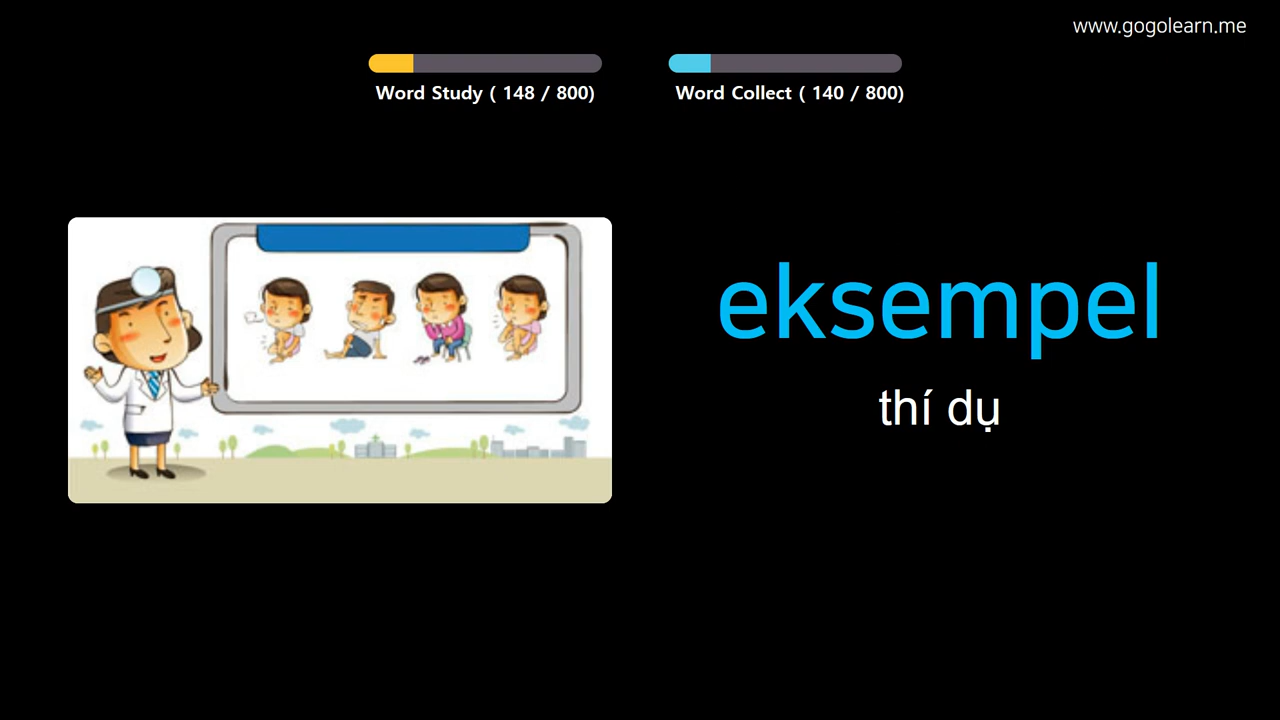 www.gogolearn.me
Word Study ( 148 / 800)
Word Collect ( 140 / 800)
eksempel
thí dụ